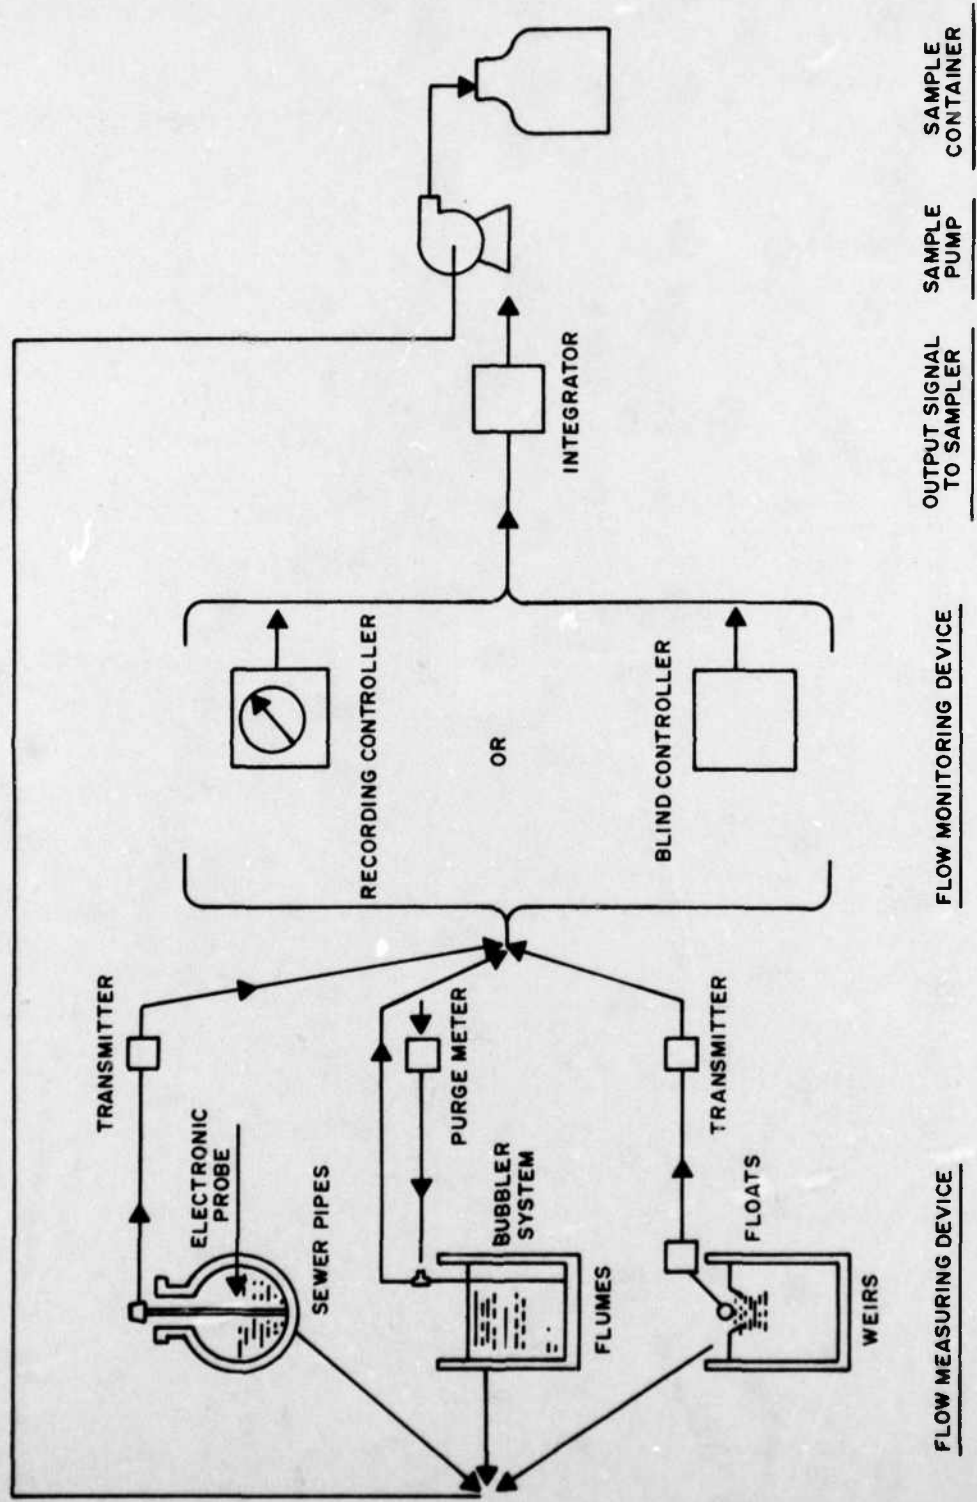 TRANSMITTER
ELECTRONIC
PROBE
SEWER PIPES
PURGE METER
BUBBLER
SYSTEM
FLUMES
TRANSMITTER
FLOATS
WEIRS
RECORDING CONTROLLER
OR
BLIND CONTROLLER
INTEGRATOR
FLOW MEASURING DEVICE
FLOW MONITORING DEVICE
OUTPUT SIGNAL
TO SAMPLER
SAMPLE
PUMP
SAMPLE
CONTAINER